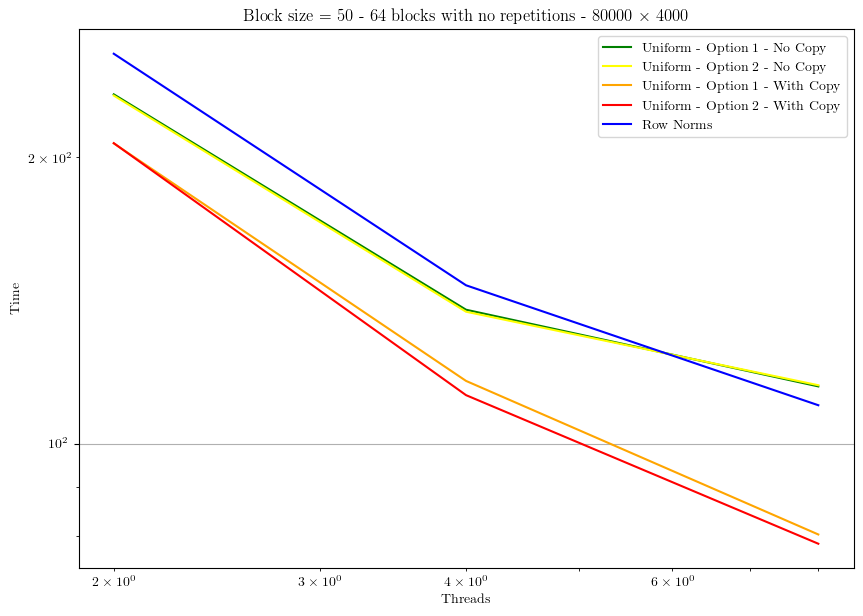 Block size = 50 - 64 blocks with no repetitions - 80000 × 4000
Uniform - Option 1 - No Copy
Uniform - Option 2 - No Copy
Uniform - Option 1 - With Copy
Uniform - Option 2 - With Copy
Row Norms
2 × 10²
10²
Time
2 × 10⁰
3 × 10⁰
4 × 10⁰
6 × 10⁰
Threads